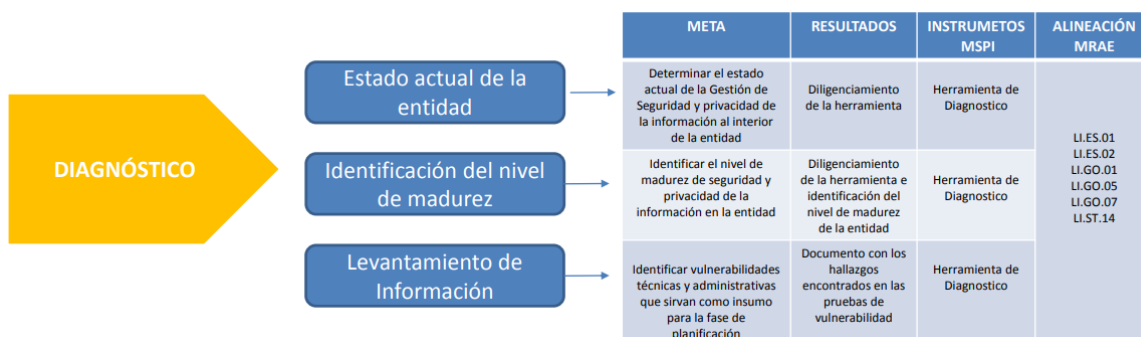 DIAGNÓSTICO
Estado actual de la
entidad
Identificación del nivel
de madurez
Levantamiento de
Información
META
RESULTADOS
INSTRUMETOS
MSPI
ALINEACIÓN
MRAE
Determinar el estado
actual de la Gestión de
Seguridad y privacidad de
la información al interior
de la entidad
Diligenciamiento
de la herramienta
Herramienta de
Diagnostico
Identificar el nivel de
madurez de seguridad y
privacidad de la
información en la entidad
Diligenciamiento
de la herramienta e
identificación del
nivel de madurez
de la entidad
Herramienta de
Diagnostico
Identificar vulnerabilidades
técnicas y administrativas
que sirvan como insumo
para la fase de
planificación
Documento con los
hallazgos
encontrados en las
pruebas de
vulnerabilidad
Herramienta de
Diagnostico
LI.ES.01
LI.ES.02
LI.GO.01
LI.GO.05
LI.GO.07
LI.ST.14